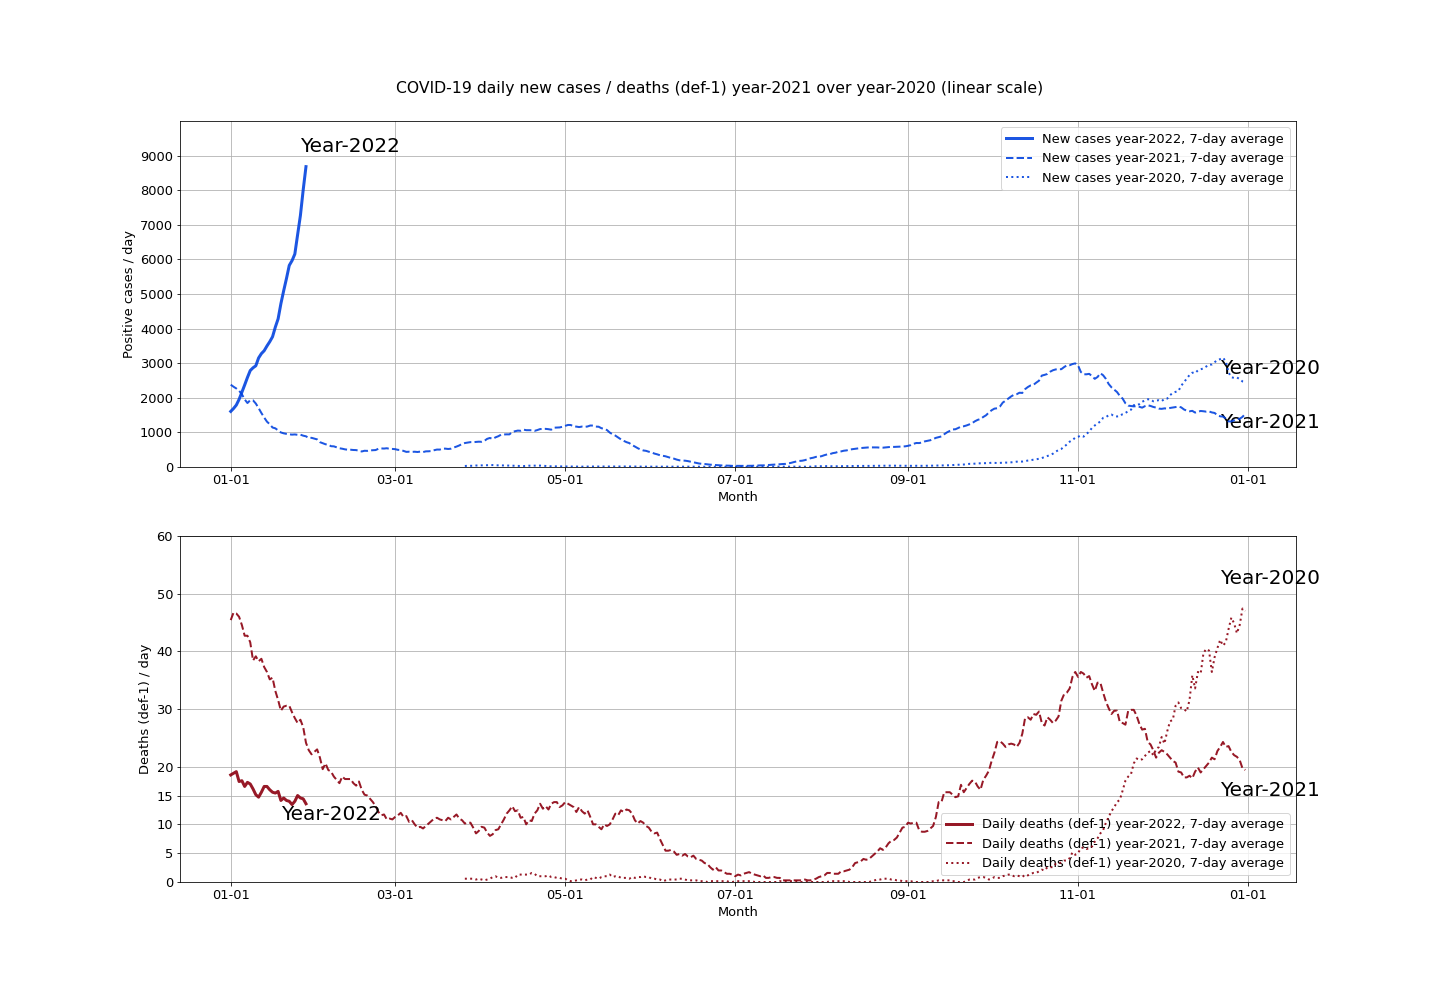 COVID-19 daily new cases / deaths (def-1) year-2021 over year-2020 (linear scale)
Year-2022
New cases year-2022, 7-day average
New cases year-2021, 7-day average
New cases year-2020, 7-day average
9000
8000
7000
6000
5000
4000
3000
2000
1000
0
Positive cases / day
Year-2020
Year-2021
01-01 03-01 05-01 07-01 09-01 11-01 01-01
Month
60
50
40
30
20
15
10
5
0
Deaths (def-1) / day
Year-2020
Year-2021
Year-2022
Daily deaths (def-1) year-2022, 7-day average
Daily deaths (def-1) year-2021, 7-day average
Daily deaths (def-1) year-2020, 7-day average
01-01 03-01 05-01 07-01 09-01 11-01 01-01
Month